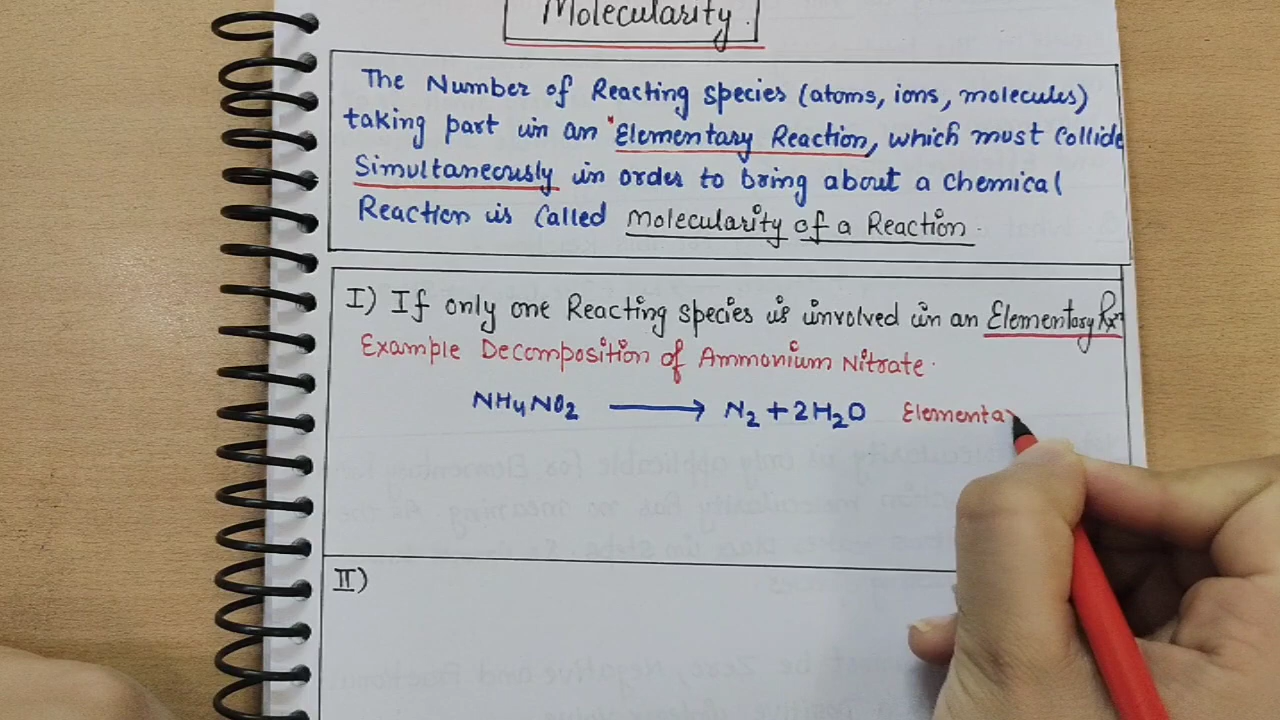 Molecularity.
The Number of Reacting species (atoms, ions, molecules)
taking part in an "Elementary Reaction, which must collide
Simultaneously in order to bring about a chemical
Reaction is called Molecularity of a Reaction.
I) If only one Reacting species is involved in an Elementary Rxⁿ
Example Decomposition of Ammonium Nitrate.
NH4NO2 ⟶ N2 + 2H2O Elementa
II)